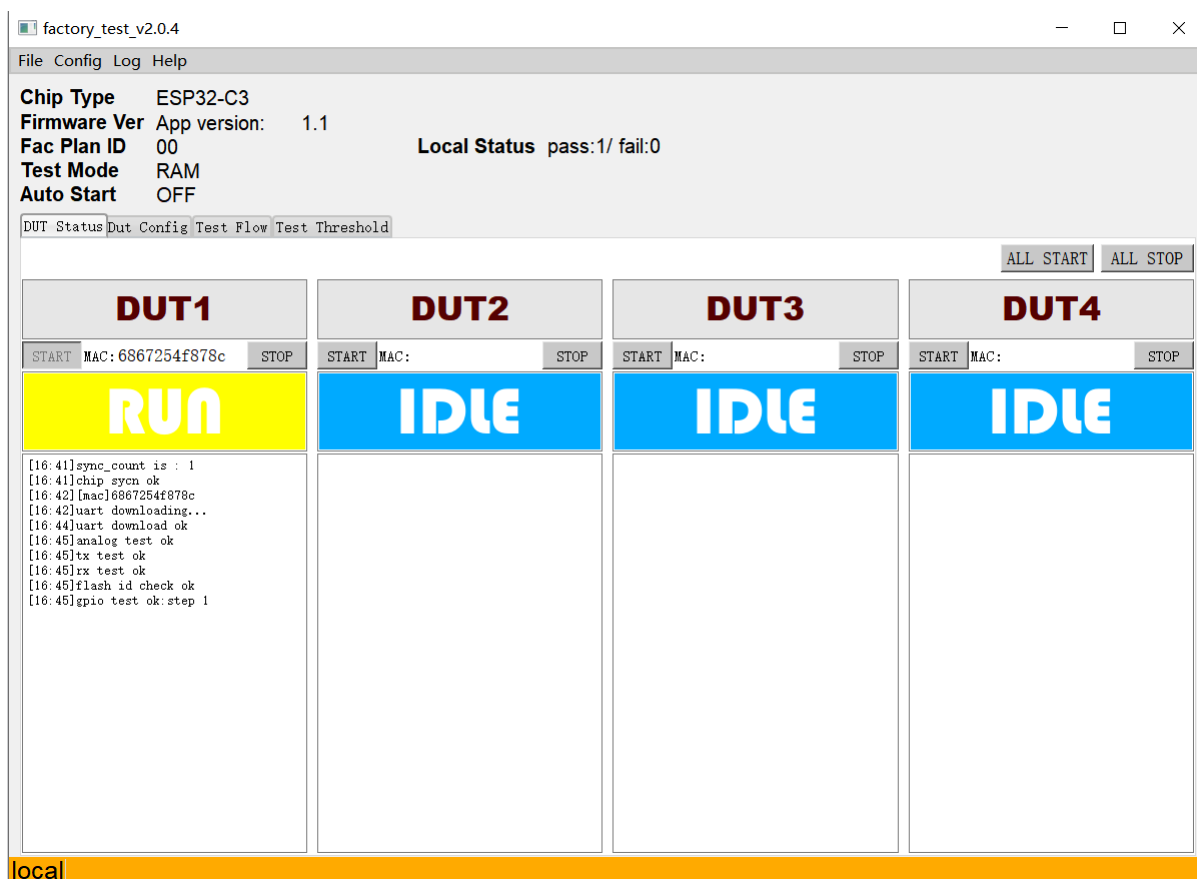 factory_test_v2.0.4
File Config Log Help
Chip Type ESP32-C3
Firmware Ver App version: 1.1
Fac Plan ID 00
Local Status pass:1/ fail:0
Test Mode RAM
Auto Start OFF
DUT Status Dut Config Test Flow Test Threshold
ALL START ALL STOP
DUT1 DUT2 DUT3 DUT4
START MAC:6867254f878c STOP START MAC: STOP START MAC: STOP START MAC: STOP
RUN IDLE IDLE IDLE
[16:41]sync_count is : 1
[16:41]chip sycn ok
[16:42][mac]6867254f878c
[16:42]uart downloading...
[16:44]uart download ok
[16:45]analog test ok
[16:45]tx test ok
[16:45]rx test ok
[16:45]flash id check ok
[16:45]gpio test ok:step 1
local